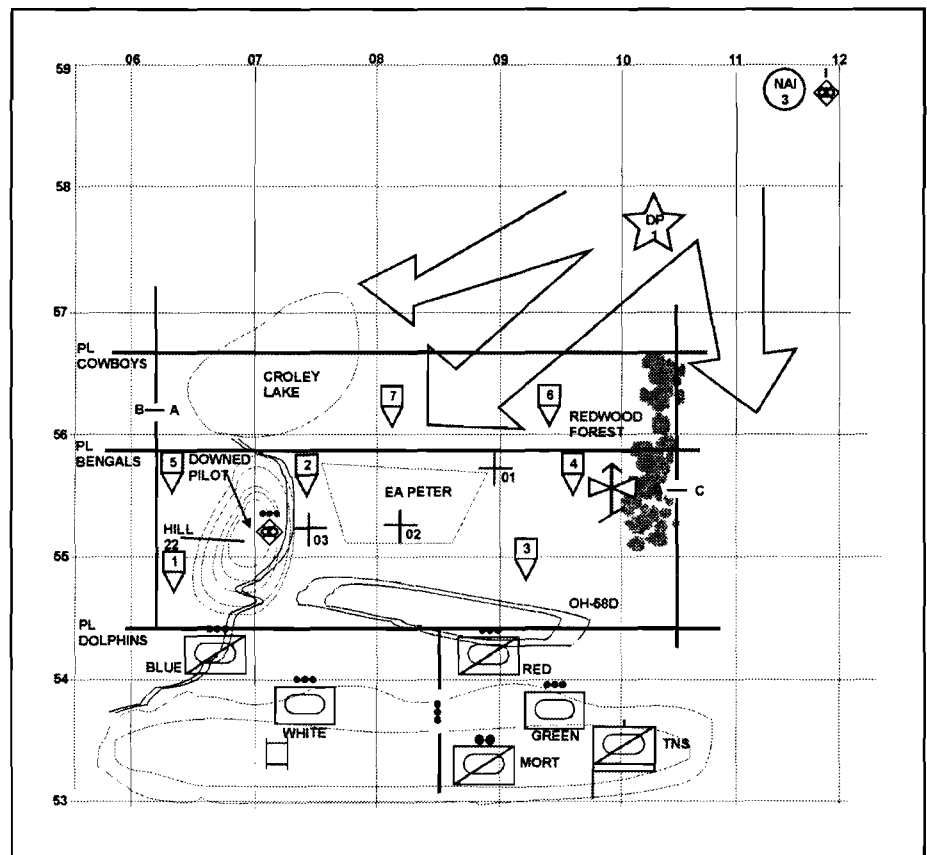 06 07 08 09 10 11 12
59
NAI
3
I
58
DP
1
57
PL
COWBOYS
CROLEY
LAKE
7
6
B A
REDWOOD
FOREST
56
PL
BENGALS
DOWNED
PILOT
5
2
4
01
EA PETER
C
HILL
22
03
02
55
1
3
OH-58D
PL
DOLPHINS
BLUE
RED
54
WHITE
GREEN
TNS
MORT
53